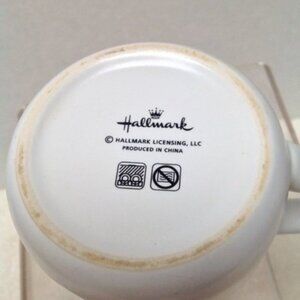 Hallmark
© HALLMARK LICENSING, LLC
PRODUCED IN CHINA